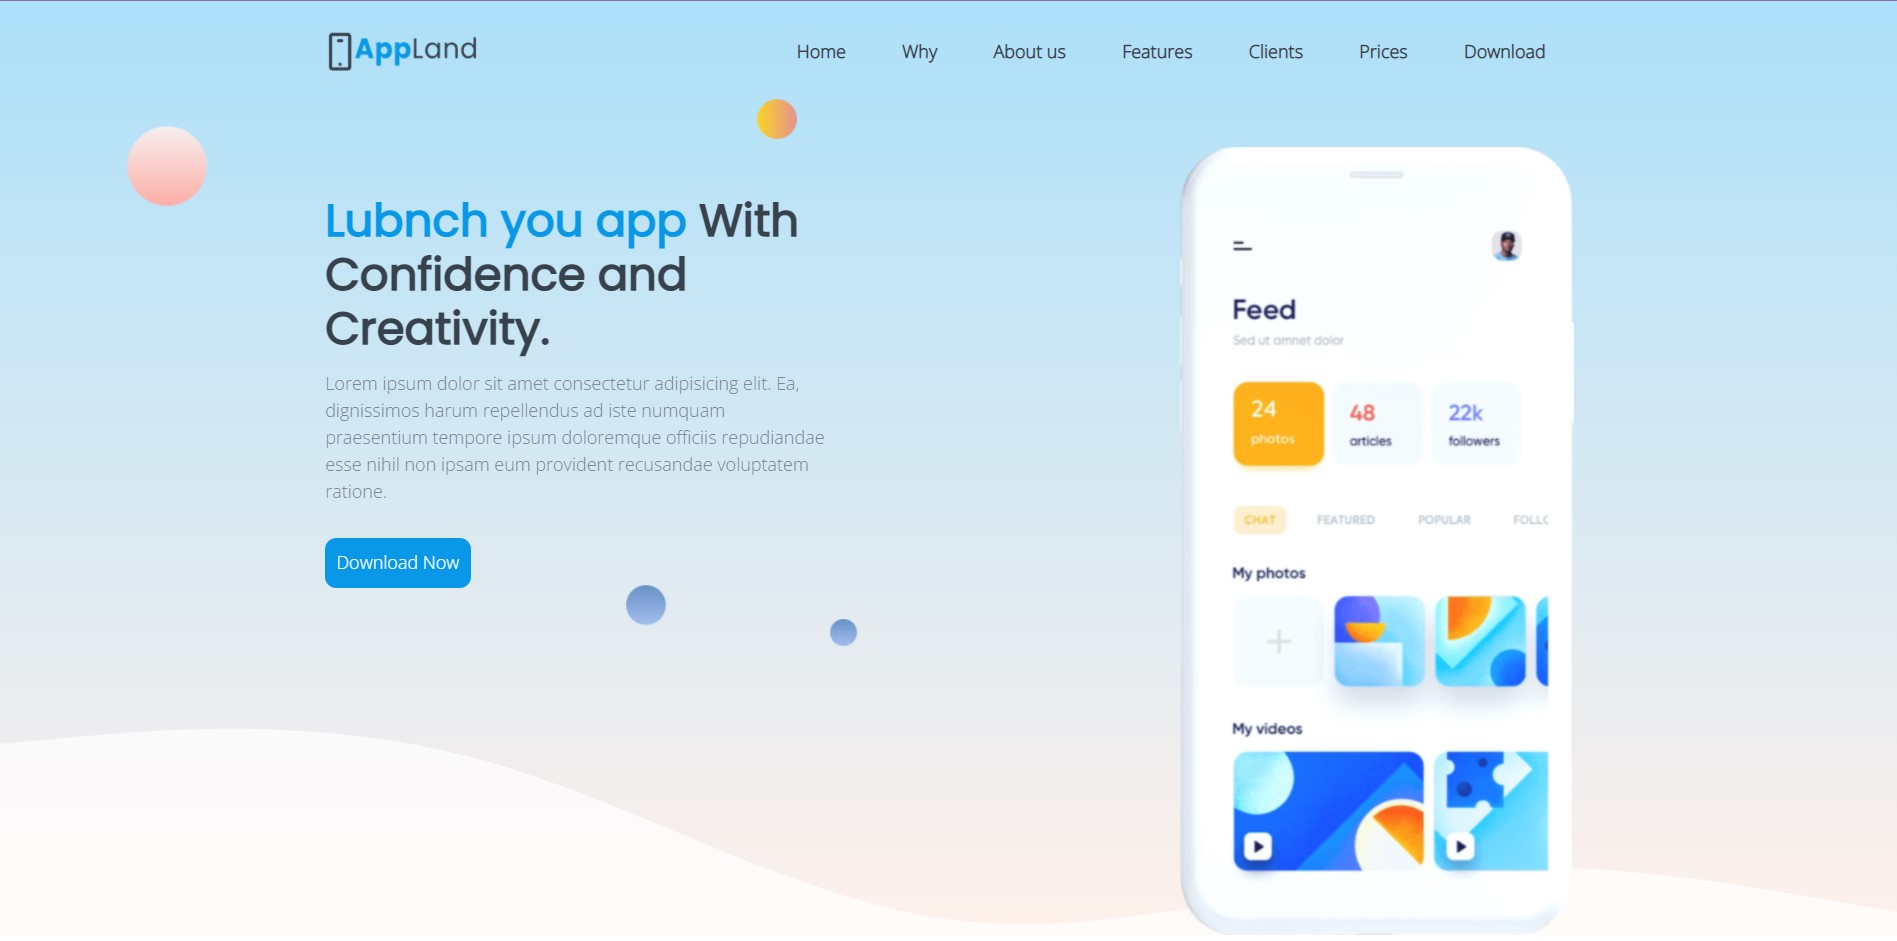 AppLand
Home Why About us Features Clients Prices Download
Lubnch you app With
Confidence and
Creativity.
Lorem ipsum dolor sit amet consectetur adipisicing elit. Ea,
dignissimos harum repellendus ad iste numquam
praesentium tempore ipsum doloremque officiis repudiandae
esse nihil non ipsam eum provident recusandae voluptatem
ratione.
Download Now
Feed
Sed ut amnet dolor
24
photos
48
articles
22k
followers
CHAT FEATURED POPULAR FOLLC
My photos
My videos